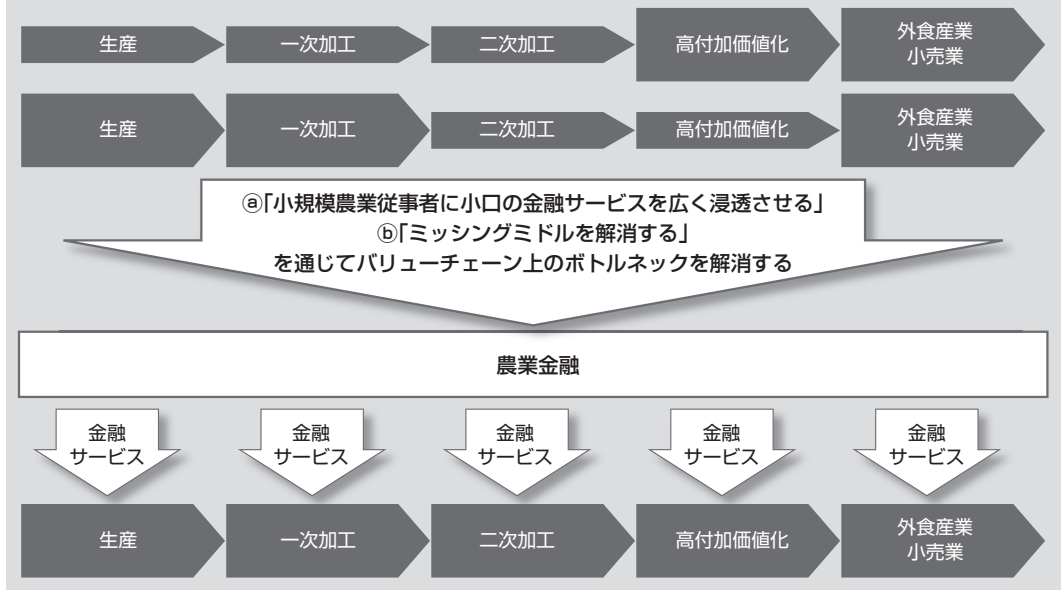 生産
一次加工
二次加工
高付加価値化
外食産業
小売業
生産
一次加工
二次加工
高付加価値化
外食産業
小売業
ⓐ「小規模農業従事者に小口の金融サービスを広く浸透させる」
ⓑ「ミッシングミドルを解消する」
を通じてバリューチェーン上のボトルネックを解消する
農業金融
金融
サービス
金融
サービス
金融
サービス
金融
サービス
金融
サービス
生産
一次加工
二次加工
高付加価値化
外食産業
小売業